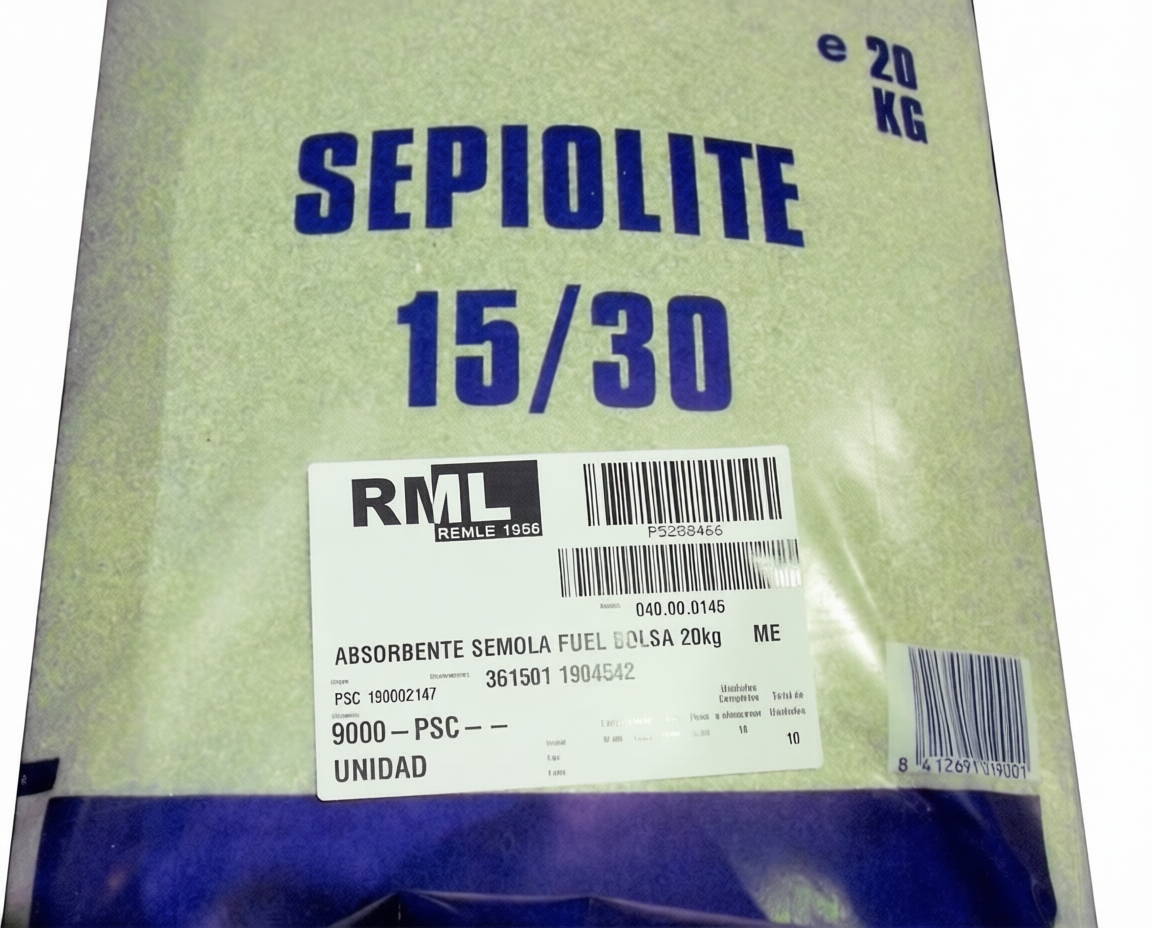 e 20
KG
SEPIOLITE
15/30
RML
REMLE 1956
P5288466
040.00.0145
ABSORBENTE SEMOLA FUEL BOLSA 20kg ME
361501 1904542
PSC 190002147
9000-PSC--
UNIDAD
10
10
8 412691 019001